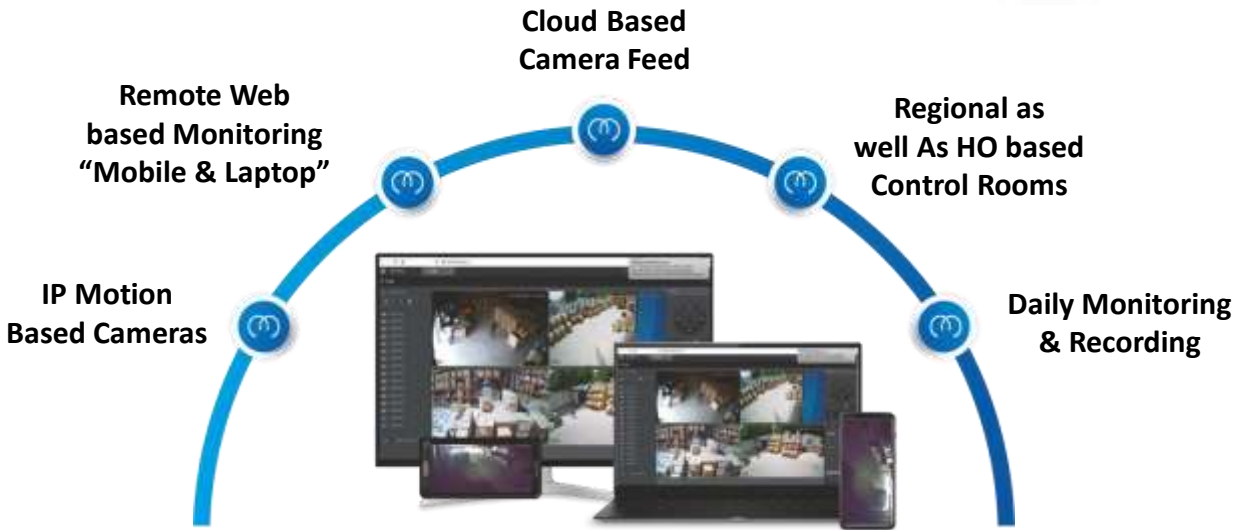 Cloud Based
Camera Feed
Remote Web
based Monitoring
“Mobile & Laptop”
Regional as
well As HO based
Control Rooms
IP Motion
Based Cameras
Daily Monitoring
& Recording